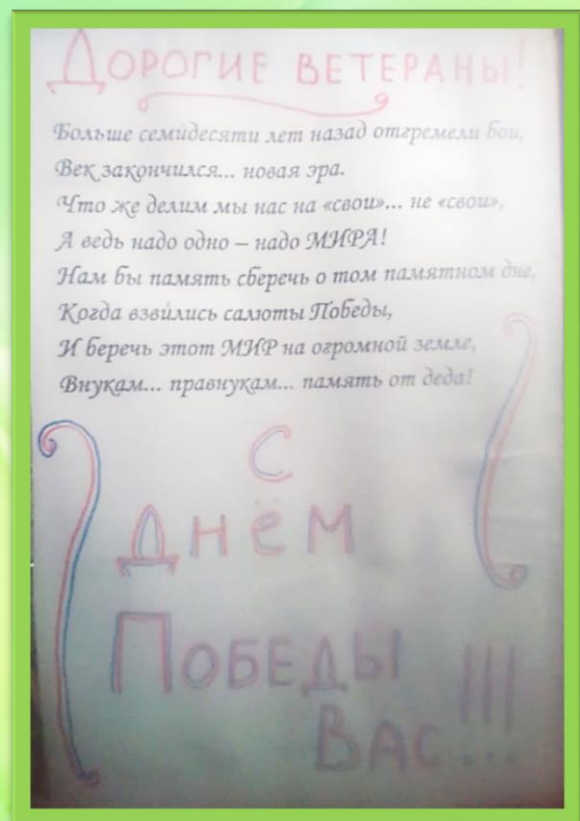 Дорогие ветераны!
Больше семидесяти лет назад отгремели бои,
Век закончился... новая эра.
Что же делим мы нас на «свои»... не «свои»,
А ведь надо одно – надо МИРА!
Нам бы память сберечь о том памятном дне,
Когда взвились салюты Победы,
И беречь этот МИР на огромной земле,
Внукам... правнукам... память от деда!
С
Днём
Победы
Вас!!!